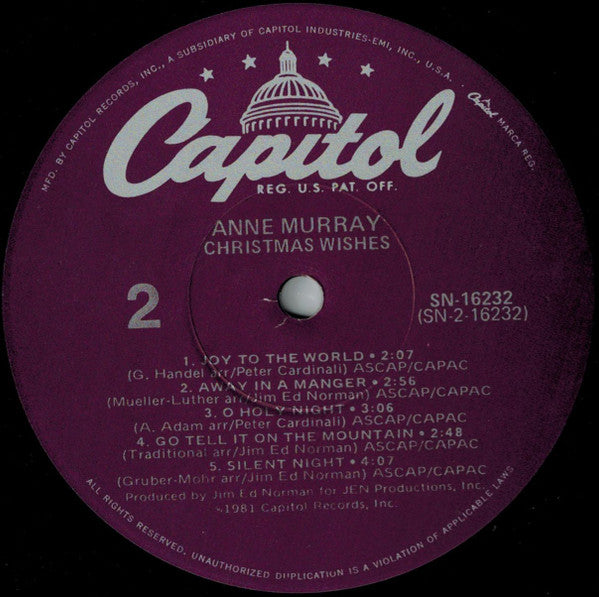 MFD. BY CAPITOL RECORDS, INC., A SUBSIDIARY OF CAPITOL INDUSTRIES-EMI, INC., U.S.A.
Capitol MARCA REG.
Capitol
REG. U.S. PAT. OFF.
ANNE MURRAY
CHRISTMAS WISHES
2
SN-16232
(SN-2-16232)
1. JOY TO THE WORLD • 2:07
(G. Handel arr/Peter Cardinali) ASCAP/CAPAC
2. AWAY IN A MANGER • 2:56
(Mueller-Luther arr/Jim Ed Norman) ASCAP/CAPAC
3. O HOLY NIGHT • 3:06
(A. Adam arr/Peter Cardinali) ASCAP/CAPAC
4. GO TELL IT ON THE MOUNTAIN • 2:48
(Traditional arr/Jim Ed Norman) ASCAP/CAPAC
5. SILENT NIGHT • 4:07
(Gruber-Mohr arr/Jim Ed Norman) ASCAP/CAPAC
Produced by Jim Ed Norman for JEN Productions, Inc.
℗1981 Capitol Records, Inc.
ALL RIGHTS RESERVED. UNAUTHORIZED DUPLICATION IS A VIOLATION OF APPLICABLE LAWS